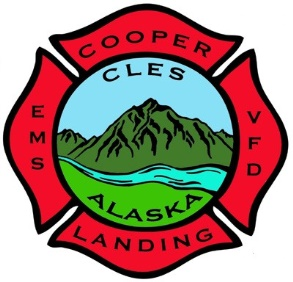 COOPER
CLES
EMS
VFD
ALASKA
LANDING